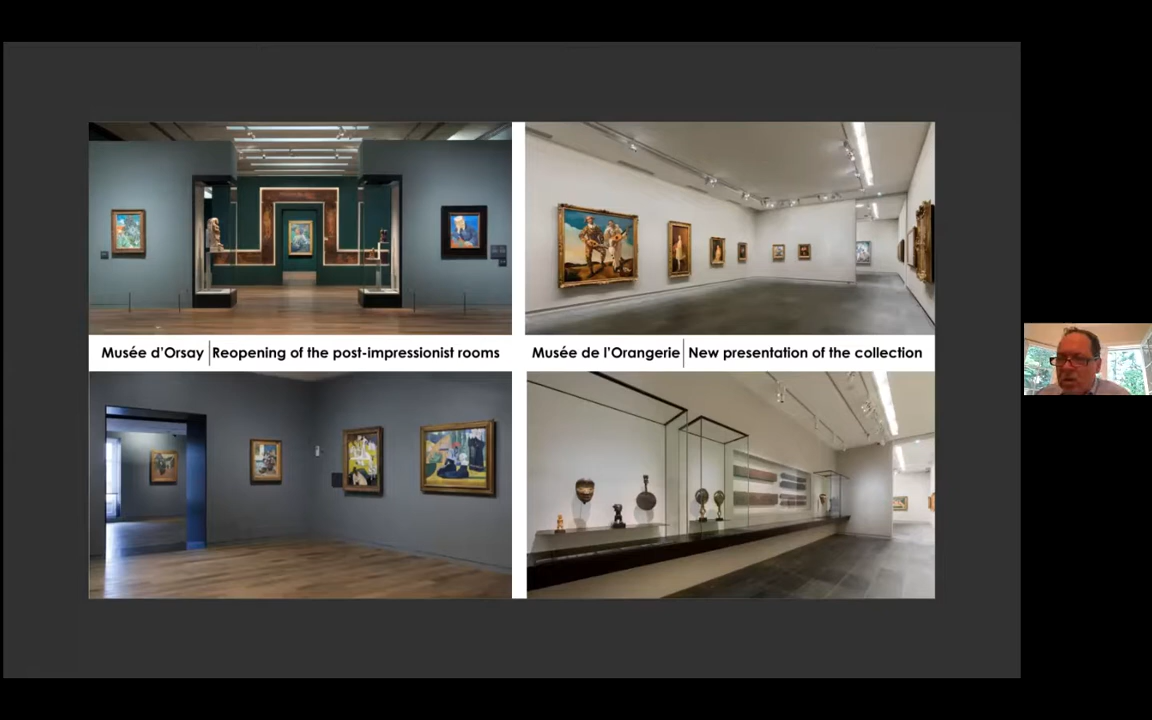 Musée d'Orsay | Reopening of the post-impressionist rooms
Musée de l'Orangerie | New presentation of the collection